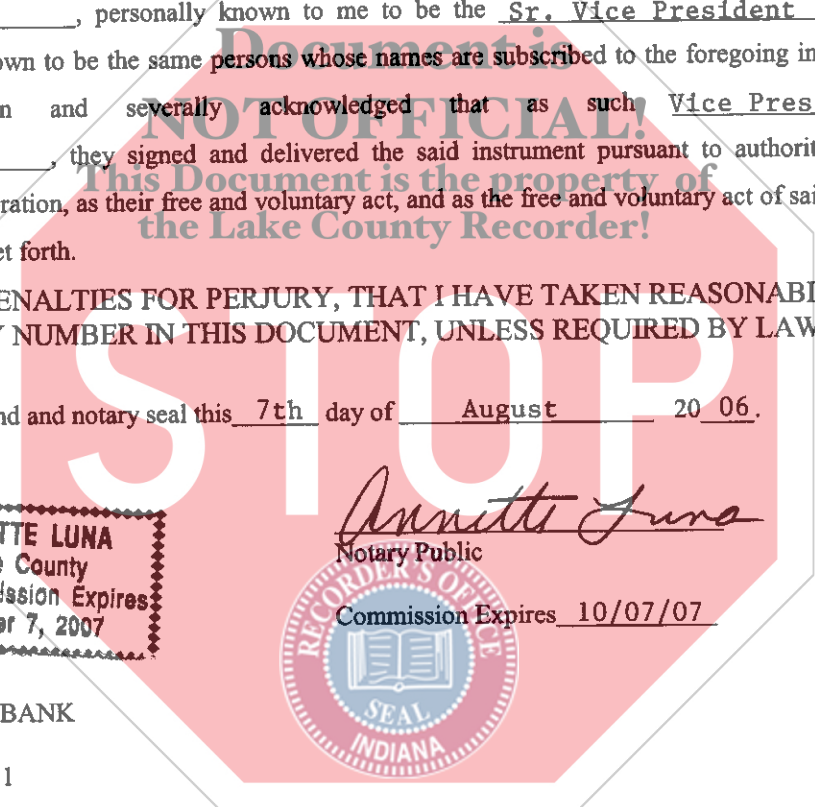 , personally known to me to be the Sr. Vice President
own to be the same persons whose names are subscribed to the foregoing in
Document is
n and severally acknowledged that as such Vice Pres
NOT OFFICIAL!
, they signed and delivered the said instrument pursuant to authorit
This Document is the property of
ration, as their free and voluntary act, and as the free and voluntary act of sai
the Lake County Recorder!
et forth.
ENALTIES FOR PERJURY, THAT I HAVE TAKEN REASONABL
Y NUMBER IN THIS DOCUMENT, UNLESS REQUIRED BY LAW
STOP
nd and notary seal this 7th day of August 20 06.
TTE LUNA
County
ission Expires
er 7, 2007
Annette Luna
Notary Public
Commission Expires 10/07/07
RECORDER'S OFFICE
SEAL
INDIANA
BANK
1